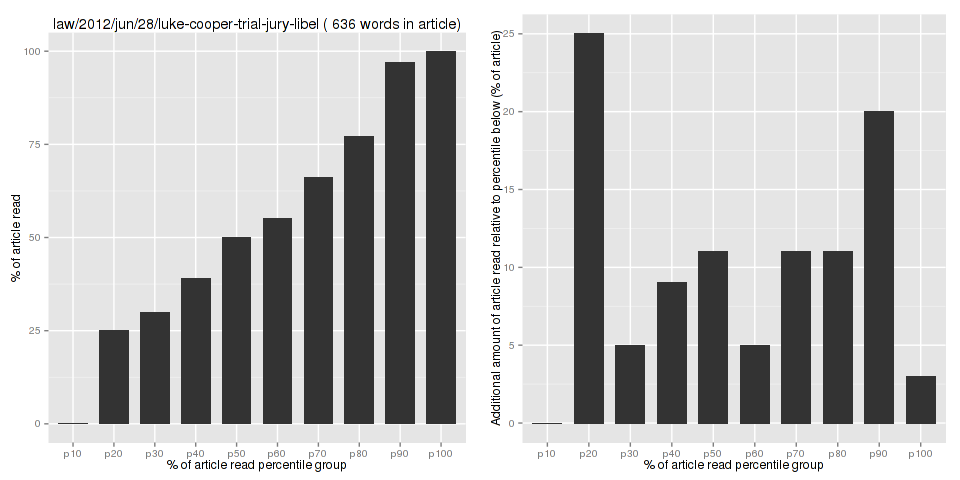 law/2012/jun/28/luke-cooper-trial-jury-libel ( 636 words in article)
% of article read
100
75
50
25
0
p10 p20 p30 p40 p50 p60 p70 p80 p90 p100
% of article read percentile group
Additional amount of article read relative to percentile below (% of article)
25
20
15
10
5
0
p10 p20 p30 p40 p50 p60 p70 p80 p90 p100
% of article read percentile group